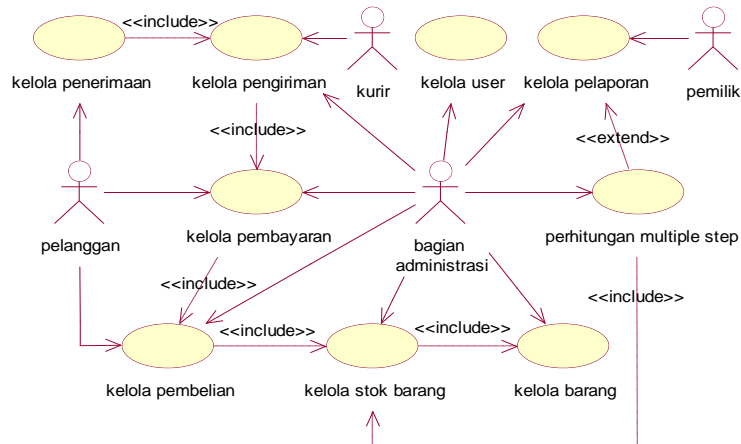 <<include>>
kelola penerimaan
kelola pengiriman
kurir
kelola user
kelola pelaporan
pemilik
<<include>>
<<extend>>
pelanggan
kelola pembayaran
bagian
administrasi
perhitungan multiple step
<<include>>
<<include>>
<<include>>
<<include>>
kelola pembelian
kelola stok barang
kelola barang